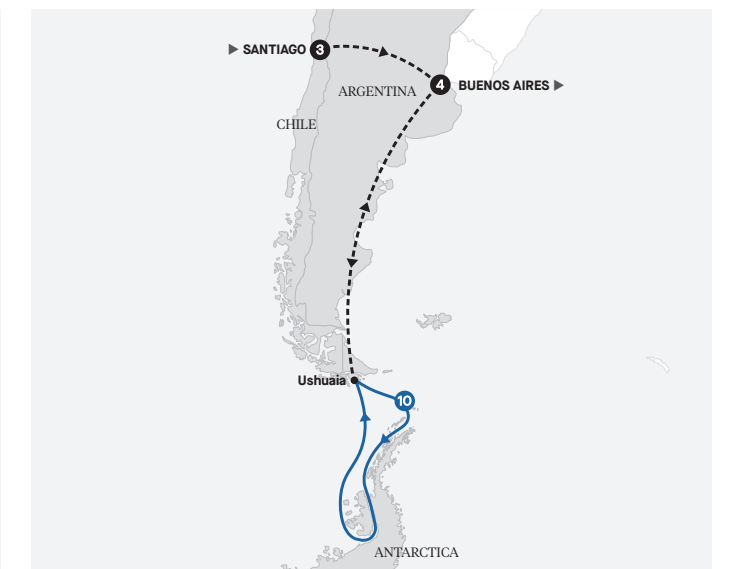 ▶ SANTIAGO 3
4 BUENOS AIRES ▶
ARGENTINA
CHILE
Ushuaia
10
ANTARCTICA